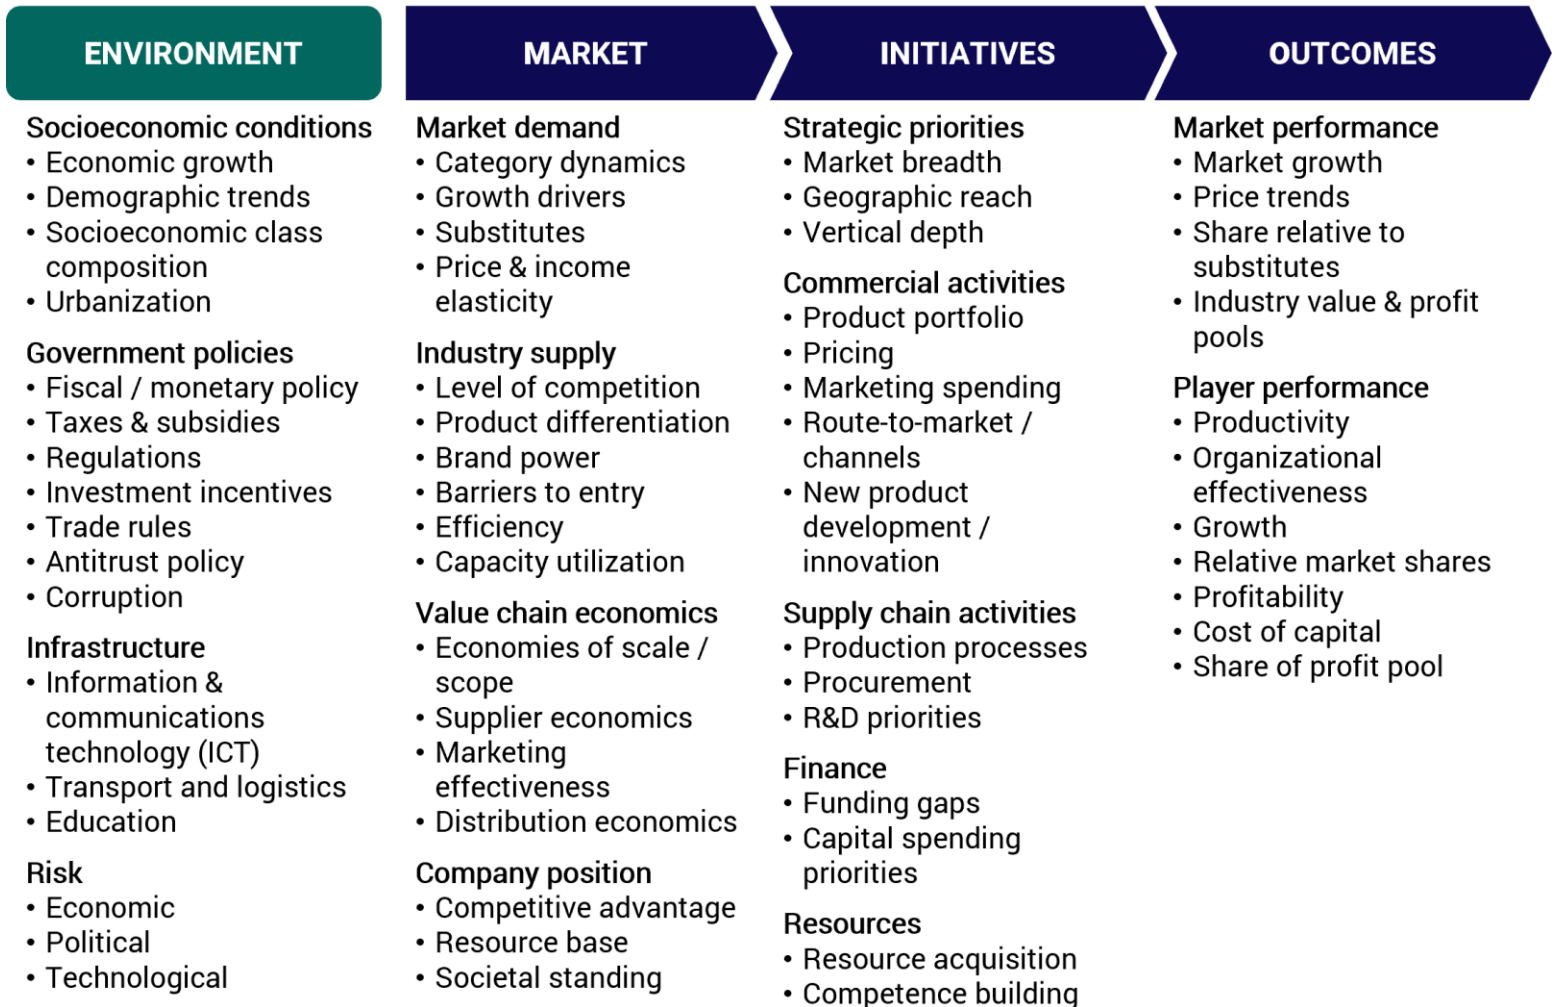 ENVIRONMENT
Socioeconomic conditions
• Economic growth
• Demographic trends
• Socioeconomic class
composition
• Urbanization
Government policies
• Fiscal / monetary policy
• Taxes & subsidies
• Regulations
• Investment incentives
• Trade rules
• Antitrust policy
• Corruption
Infrastructure
• Information &
communications
technology (ICT)
• Transport and logistics
• Education
Risk
• Economic
• Political
• Technological
MARKET
Market demand
• Category dynamics
• Growth drivers
• Substitutes
• Price & income
elasticity
Industry supply
• Level of competition
• Product differentiation
• Brand power
• Barriers to entry
• Efficiency
• Capacity utilization
Value chain economics
• Economies of scale /
scope
• Supplier economics
• Marketing
effectiveness
• Distribution economics
Company position
• Competitive advantage
• Resource base
• Societal standing
INITIATIVES
Strategic priorities
• Market breadth
• Geographic reach
• Vertical depth
Commercial activities
• Product portfolio
• Pricing
• Marketing spending
• Route-to-market /
channels
• New product
development /
innovation
Supply chain activities
• Production processes
• Procurement
• R&D priorities
Finance
• Funding gaps
• Capital spending
priorities
Resources
• Resource acquisition
• Competence building
OUTCOMES
Market performance
• Market growth
• Price trends
• Share relative to
substitutes
• Industry value & profit
pools
Player performance
• Productivity
• Organizational
effectiveness
• Growth
• Relative market shares
• Profitability
• Cost of capital
• Share of profit pool